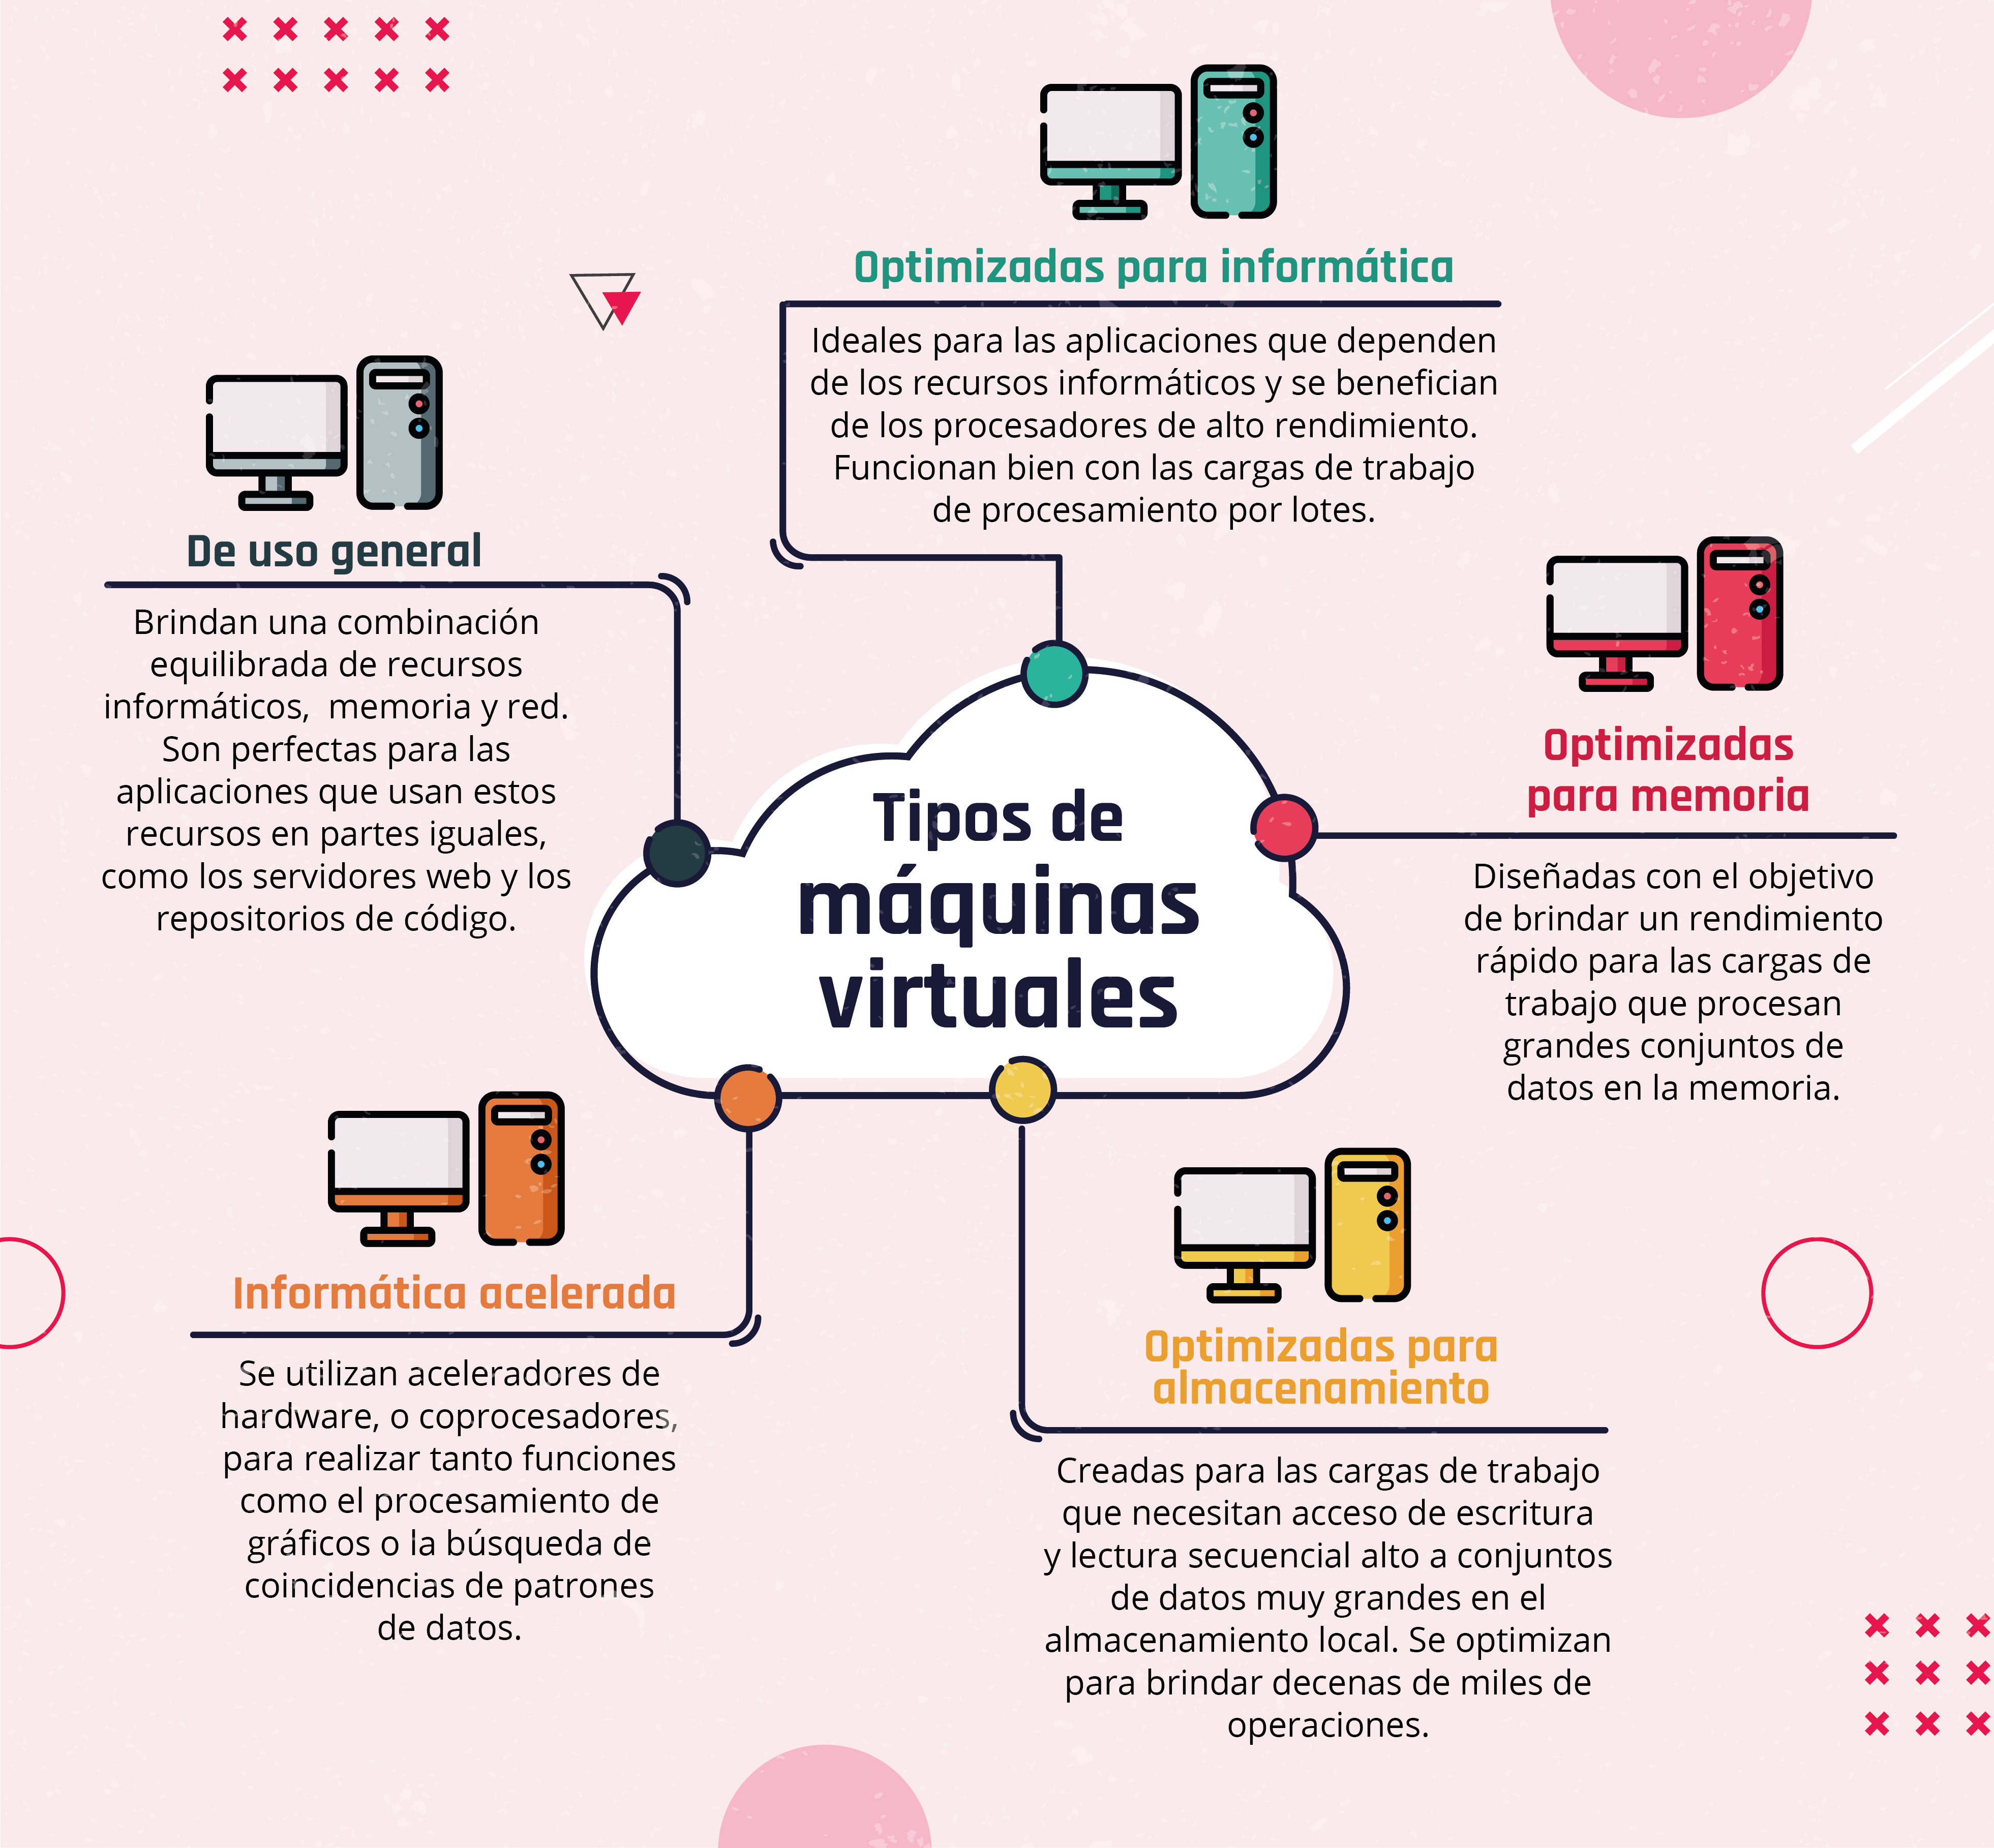 Optimizadas para informática
Ideales para las aplicaciones que dependen
de los recursos informáticos y se benefician
de los procesadores de alto rendimiento.
Funcionan bien con las cargas de trabajo
de procesamiento por lotes.
De uso general
Brindan una combinación
equilibrada de recursos
informáticos,  memoria y red.
Son perfectas para las
aplicaciones que usan estos
recursos en partes iguales,
como los servidores web y los
repositorios de código.
Tipos de
máquinas
virtuales
Optimizadas
para memoria
Diseñadas con el objetivo
de brindar un rendimiento
rápido para las cargas de
trabajo que procesan
grandes conjuntos de
datos en la memoria.
Informática acelerada
Se utilizan aceleradores de
hardware, o coprocesadores,
para realizar tanto funciones
como el procesamiento de
gráficos o la búsqueda de
coincidencias de patrones
de datos.
Optimizadas para
almacenamiento
Creadas para las cargas de trabajo
que necesitan acceso de escritura
y lectura secuencial alto a conjuntos
de datos muy grandes en el
almacenamiento local. Se optimizan
para brindar decenas de miles de
operaciones.